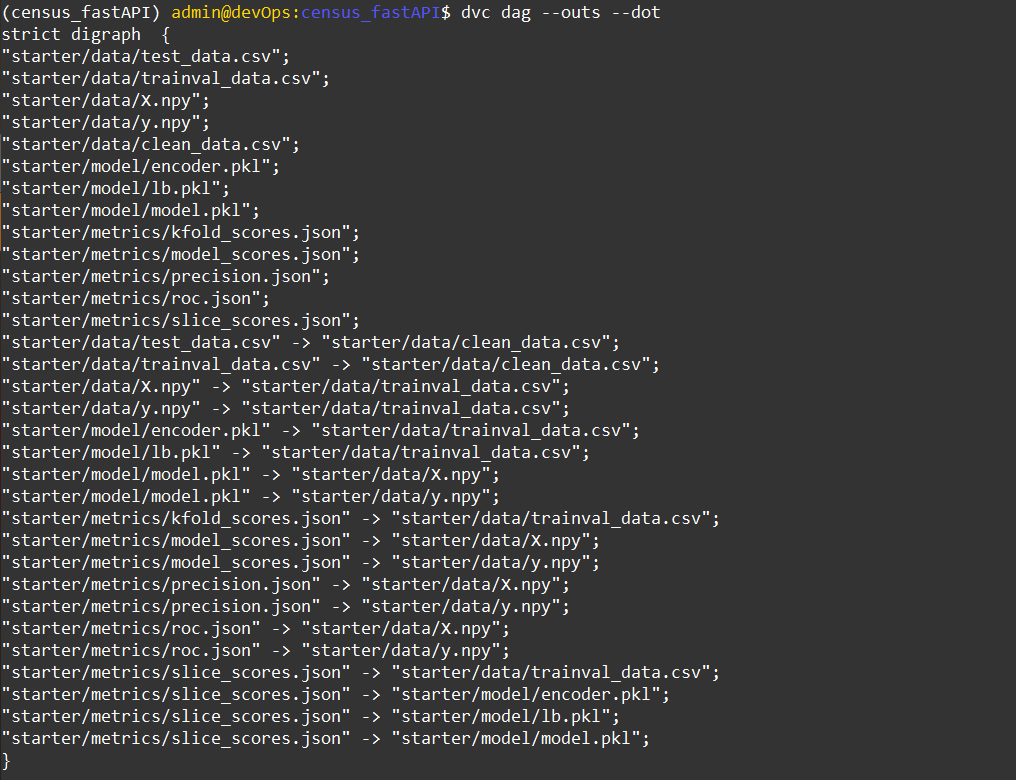 (census_fastAPI) admin@devOps:census_fastAPI$ dvc dag --outs --dot
strict digraph  {
"starter/data/test_data.csv";
"starter/data/trainval_data.csv";
"starter/data/X.npy";
"starter/data/y.npy";
"starter/data/clean_data.csv";
"starter/model/encoder.pkl";
"starter/model/lb.pkl";
"starter/model/model.pkl";
"starter/metrics/kfold_scores.json";
"starter/metrics/model_scores.json";
"starter/metrics/precision.json";
"starter/metrics/roc.json";
"starter/metrics/slice_scores.json";
"starter/data/test_data.csv" -> "starter/data/clean_data.csv";
"starter/data/trainval_data.csv" -> "starter/data/clean_data.csv";
"starter/data/X.npy" -> "starter/data/trainval_data.csv";
"starter/data/y.npy" -> "starter/data/trainval_data.csv";
"starter/model/encoder.pkl" -> "starter/data/trainval_data.csv";
"starter/model/lb.pkl" -> "starter/data/trainval_data.csv";
"starter/model/model.pkl" -> "starter/data/X.npy";
"starter/model/model.pkl" -> "starter/data/y.npy";
"starter/metrics/kfold_scores.json" -> "starter/data/trainval_data.csv";
"starter/metrics/model_scores.json" -> "starter/data/X.npy";
"starter/metrics/model_scores.json" -> "starter/data/y.npy";
"starter/metrics/precision.json" -> "starter/data/X.npy";
"starter/metrics/precision.json" -> "starter/data/y.npy";
"starter/metrics/roc.json" -> "starter/data/X.npy";
"starter/metrics/roc.json" -> "starter/data/y.npy";
"starter/metrics/slice_scores.json" -> "starter/data/trainval_data.csv";
"starter/metrics/slice_scores.json" -> "starter/model/encoder.pkl";
"starter/metrics/slice_scores.json" -> "starter/model/lb.pkl";
"starter/metrics/slice_scores.json" -> "starter/model/model.pkl";
}